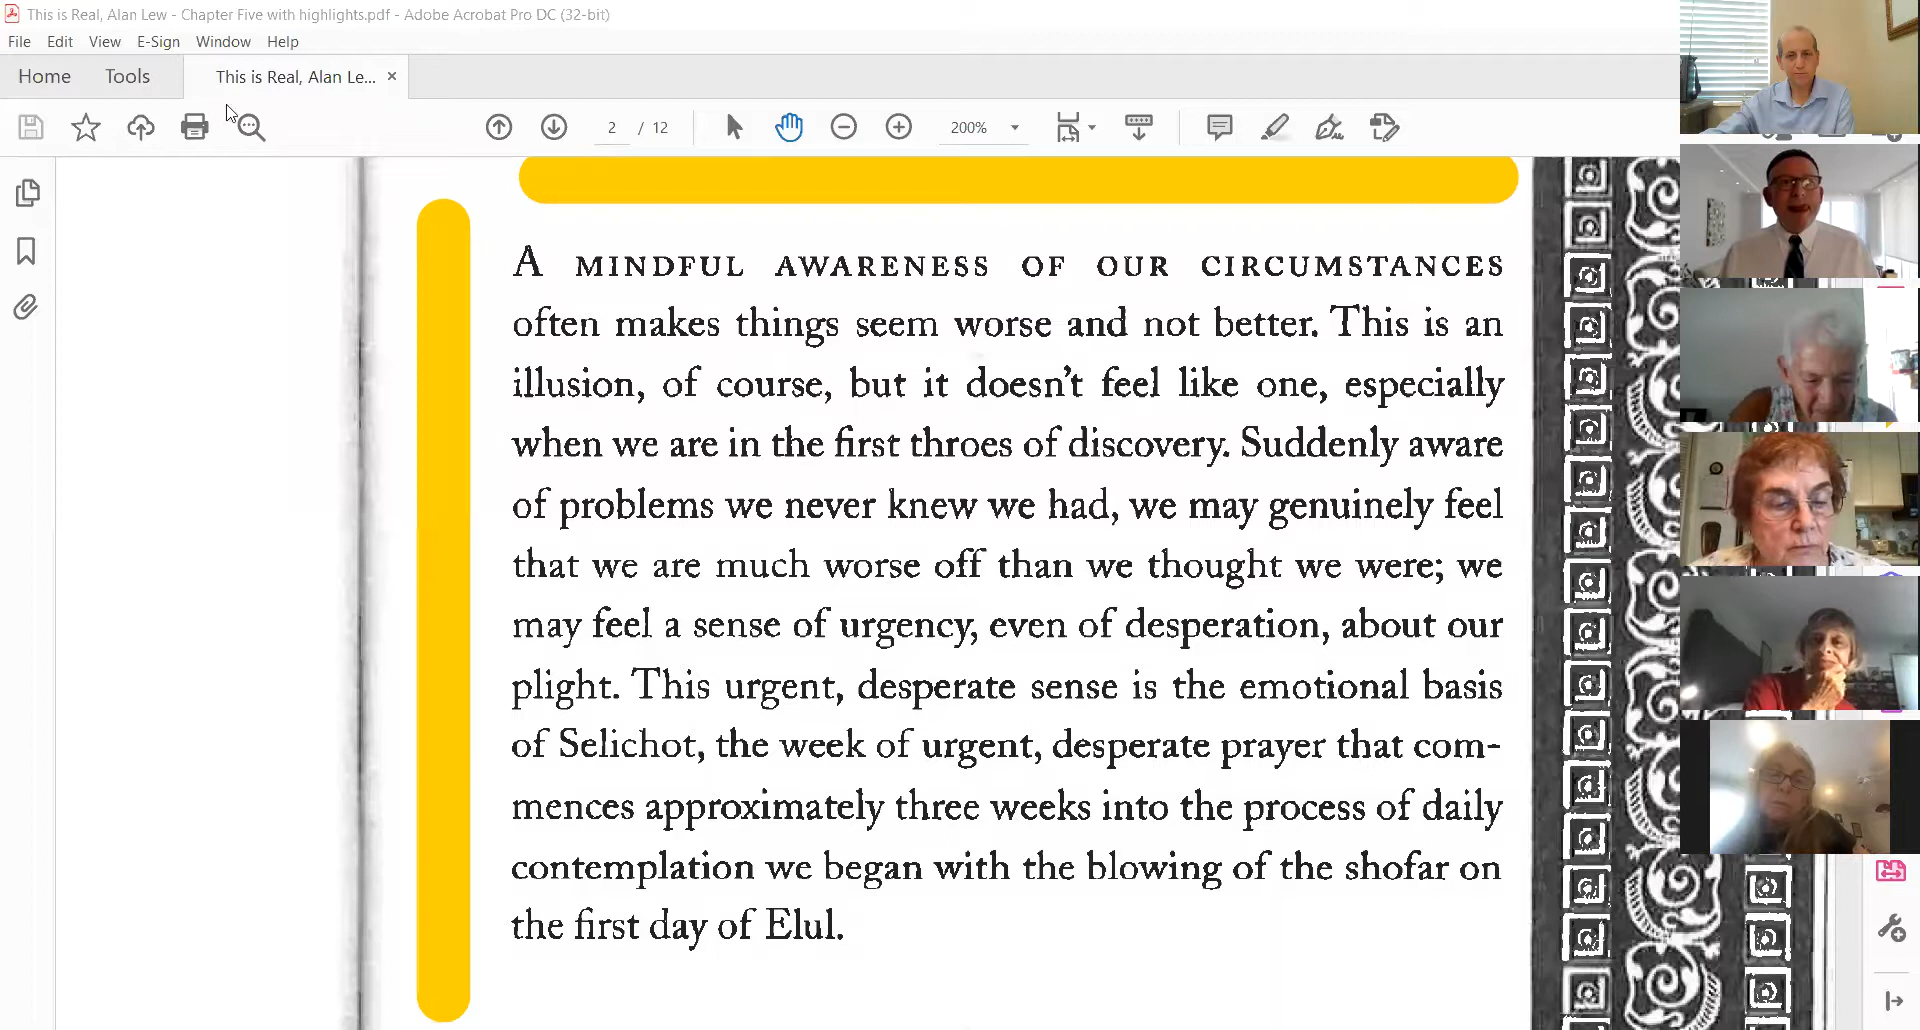 This is Real, Alan Lew - Chapter Five with highlights.pdf - Adobe Acrobat Pro DC (32-bit)
File Edit View E-Sign Window Help
Home Tools This is Real, Alan Le... ×
2 / 12 200%
A MINDFUL AWARENESS OF OUR CIRCUMSTANCES
often makes things seem worse and not better. This is an
illusion, of course, but it doesn't feel like one, especially
when we are in the first throes of discovery. Suddenly aware
of problems we never knew we had, we may genuinely feel
that we are much worse off than we thought we were; we
may feel a sense of urgency, even of desperation, about our
plight. This urgent, desperate sense is the emotional basis
of Selichot, the week of urgent, desperate prayer that com-
mences approximately three weeks into the process of daily
contemplation we began with the blowing of the shofar on
the first day of Elul.